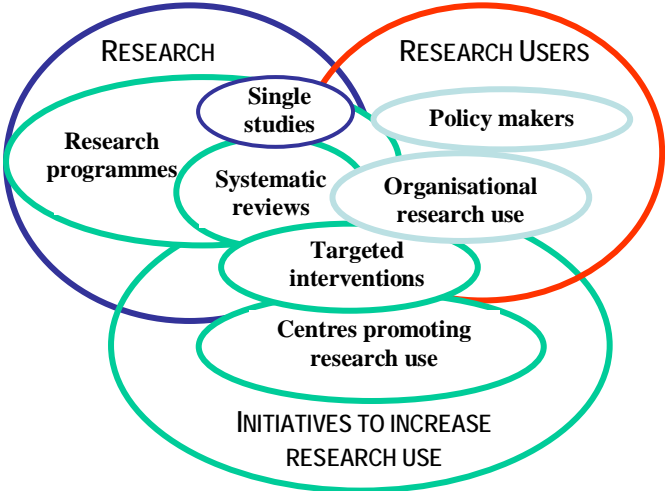 RESEARCH
RESEARCH USERS
Single
studies
Policy makers
Research
programmes
Systematic
reviews
Organisational
research use
Targeted
interventions
Centres promoting
research use
INITIATIVES TO INCREASE
RESEARCH USE